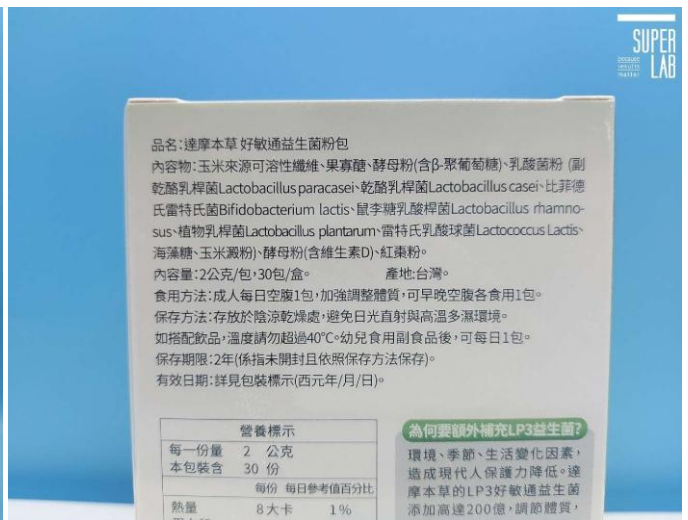 SUPER
LAB
because
results
matter
品名:達摩本草 好敏通益生菌粉包
內容物:玉米來源可溶性纖維、果寡醣、酵母粉(含β-聚葡萄糖)、乳酸菌粉 (副
乾酪乳桿菌Lactobacillus paracasei、乾酪乳桿菌Lactobacillus casei、比菲德
氏雷特氏菌Bifidobacterium lactis、鼠李糖乳酸桿菌Lactobacillus rhamno-
sus、植物乳桿菌Lactobacillus plantarum、雷特氏乳酸球菌Lactococcus Lactis、
海藻糖、玉米澱粉)、酵母粉(含維生素D)、紅棗粉。
內容量:2公克/包,30包/盒。 產地:台灣。
食用方法:成人每日空腹1包,加強調整體質,可早晚空腹各食用1包。
保存方法:存放於陰涼乾燥處,避免日光直射與高溫多濕環境。
如搭配飲品,溫度請勿超過40℃。幼兒食用副食品後,可每日1包。
保存期限:2年(係指未開封且依照保存方法保存)。
有效日期:詳見包裝標示(西元年/月/日)。
營養標示
每一份量 2 公克
本包裝含 30 份
每份 每日參考值百分比
熱量 8大卡 1%
為何要額外補充LP3益生菌?
環境、季節、生活變化因素,
造成現代人保護力降低。達
摩本草的LP3好敏通益生菌
添加高達200億,調節體質,